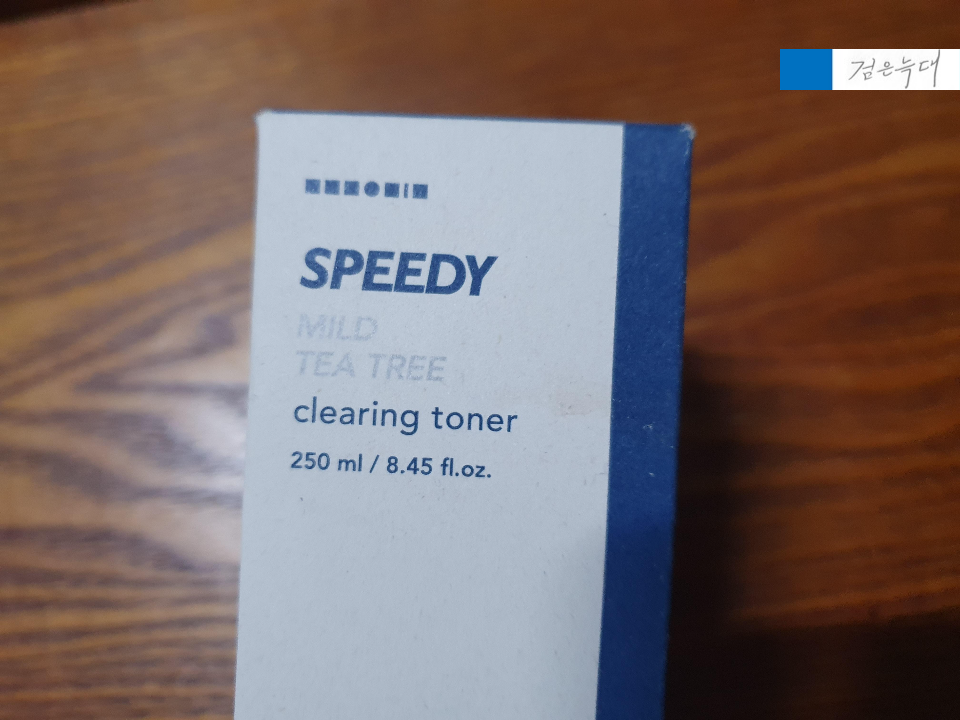 검은늑대
SPEEDY
MILD
TEA TREE
clearing toner
250 ml / 8.45 fl.oz.